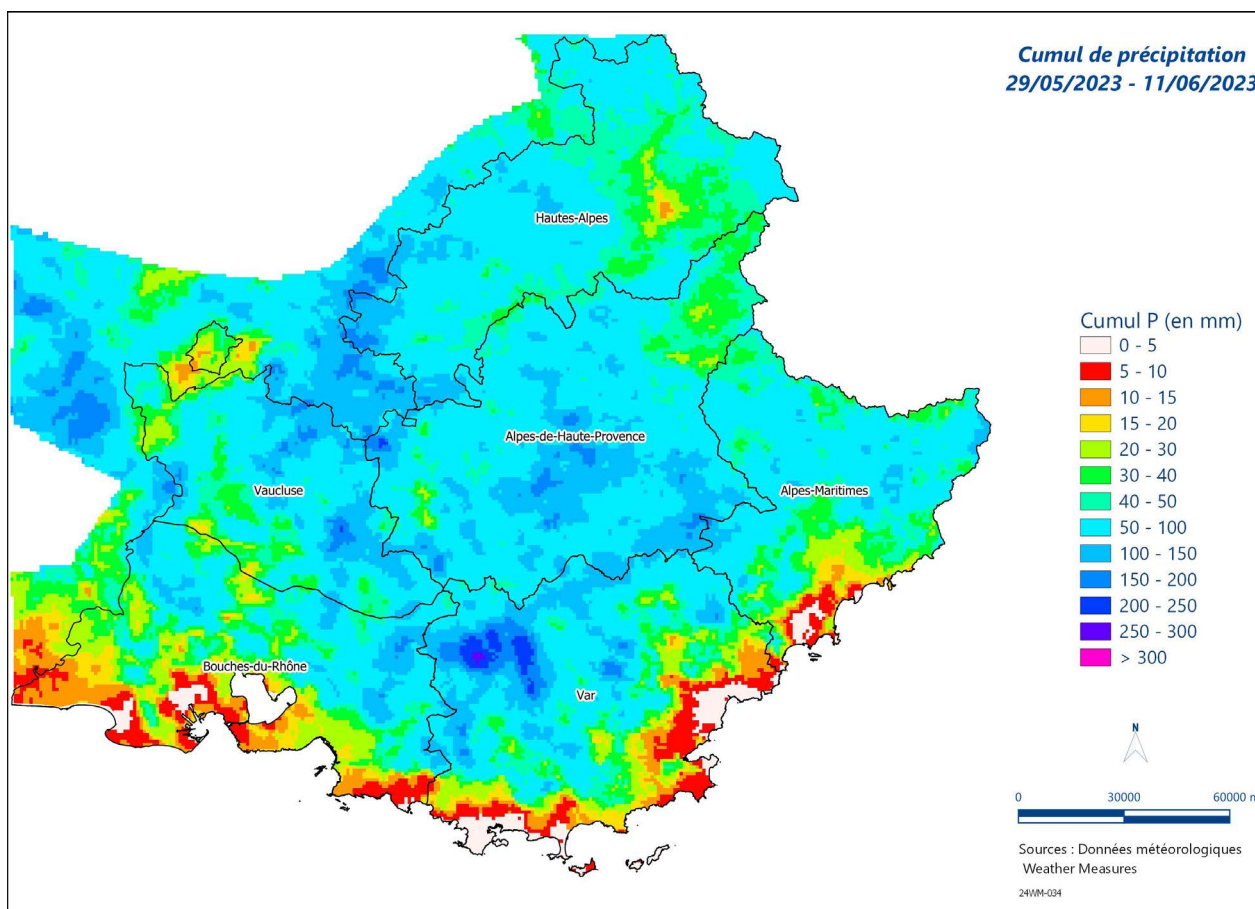 Cumul de précipitation
29/05/2023 - 11/06/2023
Hautes-Alpes
Alpes-de-Haute-Provence
Vaucluse
Alpes-Maritimes
Bouches-du-Rhône
Var
Cumul P (en mm)
0 - 5
5 - 10
10 - 15
15 - 20
20 - 30
30 - 40
40 - 50
50 - 100
100 - 150
150 - 200
200 - 250
250 - 300
> 300
N
0 30000 60000 m
Sources : Données météorologiques
Weather Measures
24WM-034